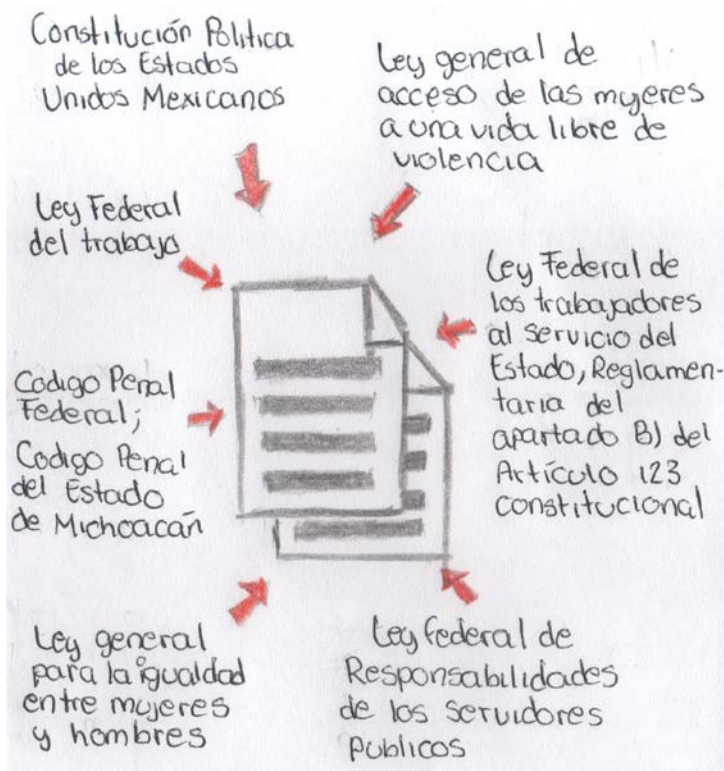 Constitución Politica
de los Estados
Unidos Mexicanos
Ley general de
acceso de las mujeres
a una vida libre de
violencia
Ley Federal
del trabajo
Ley Federal de
los trabajadores
al servicio del
Estado, Reglamen-
taria del
apartado B) del
Artículo 123
constitucional
Codigo Penal
Federal;
Codigo Penal
del Estado
de Michoacán
Ley general
para la igualdad
entre mujeres
y hombres
Ley federal de
Responsabilidades
de los servidores
Publicos